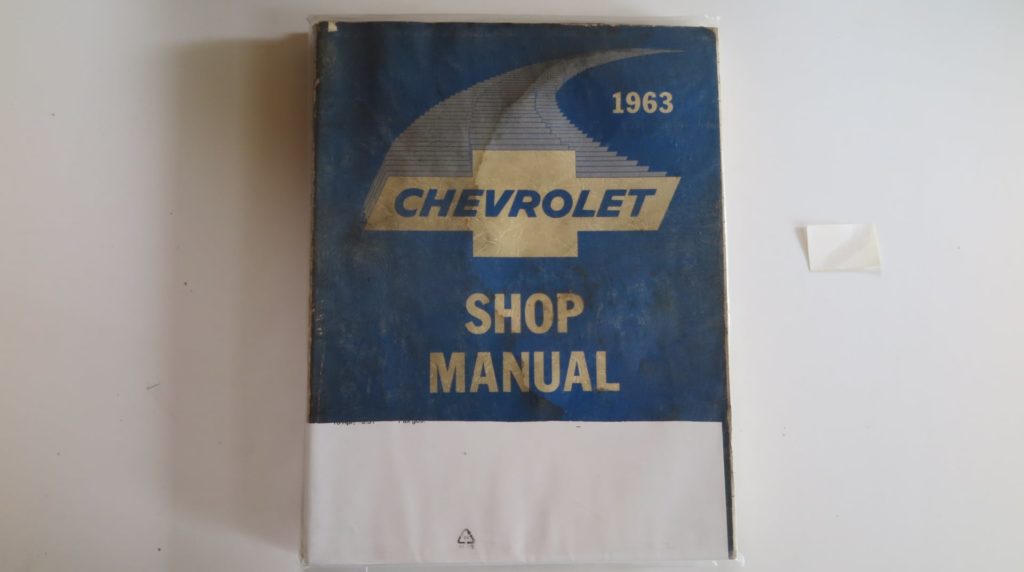 1963
CHEVROLET
SHOP
MANUAL